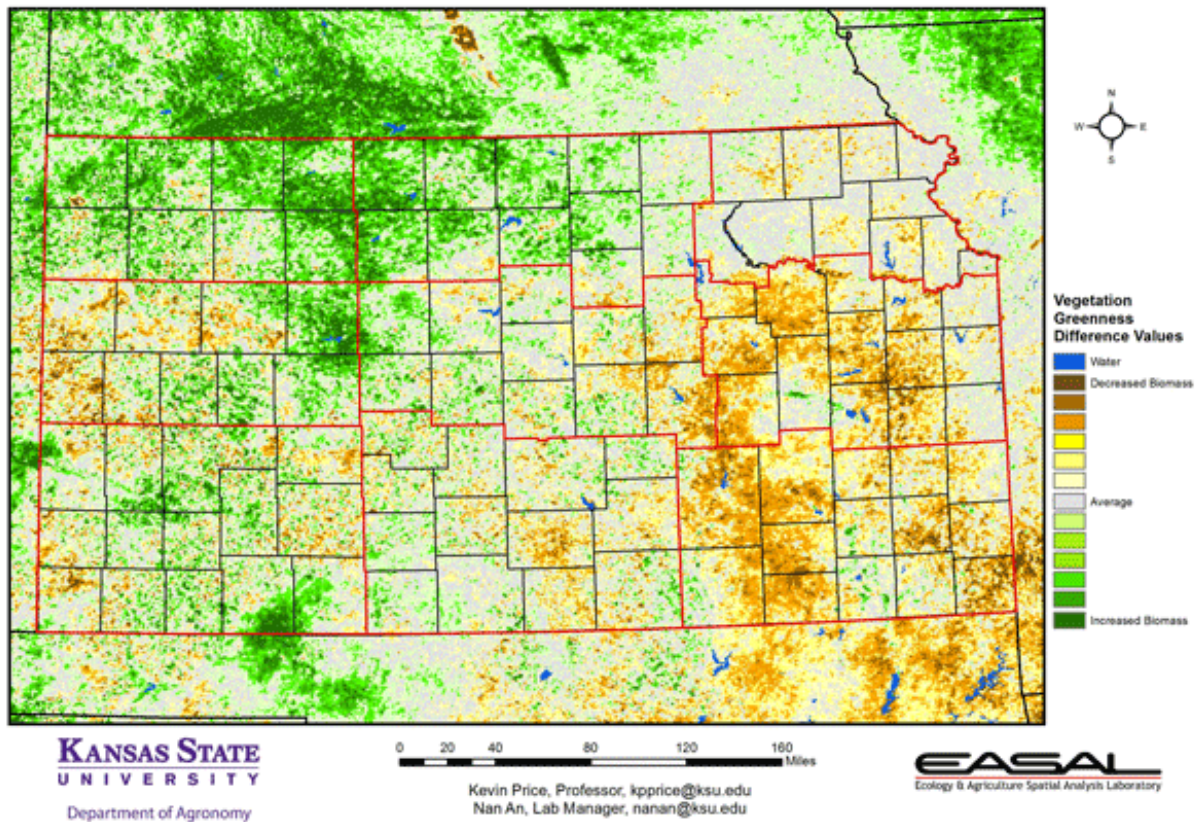 N
W E
S
Vegetation
Greenness
Difference Values
Water
Decreased Biomass
Average
Increased Biomass
KANSAS STATE
UNIVERSITY
Department of Agronomy
0 20 40 80 120 160
Miles
Kevin Price, Professor, kpprice@ksu.edu
Nan An, Lab Manager, nanan@ksu.edu
EASAL
Ecology & Agriculture Spatial Analysis Laboratory